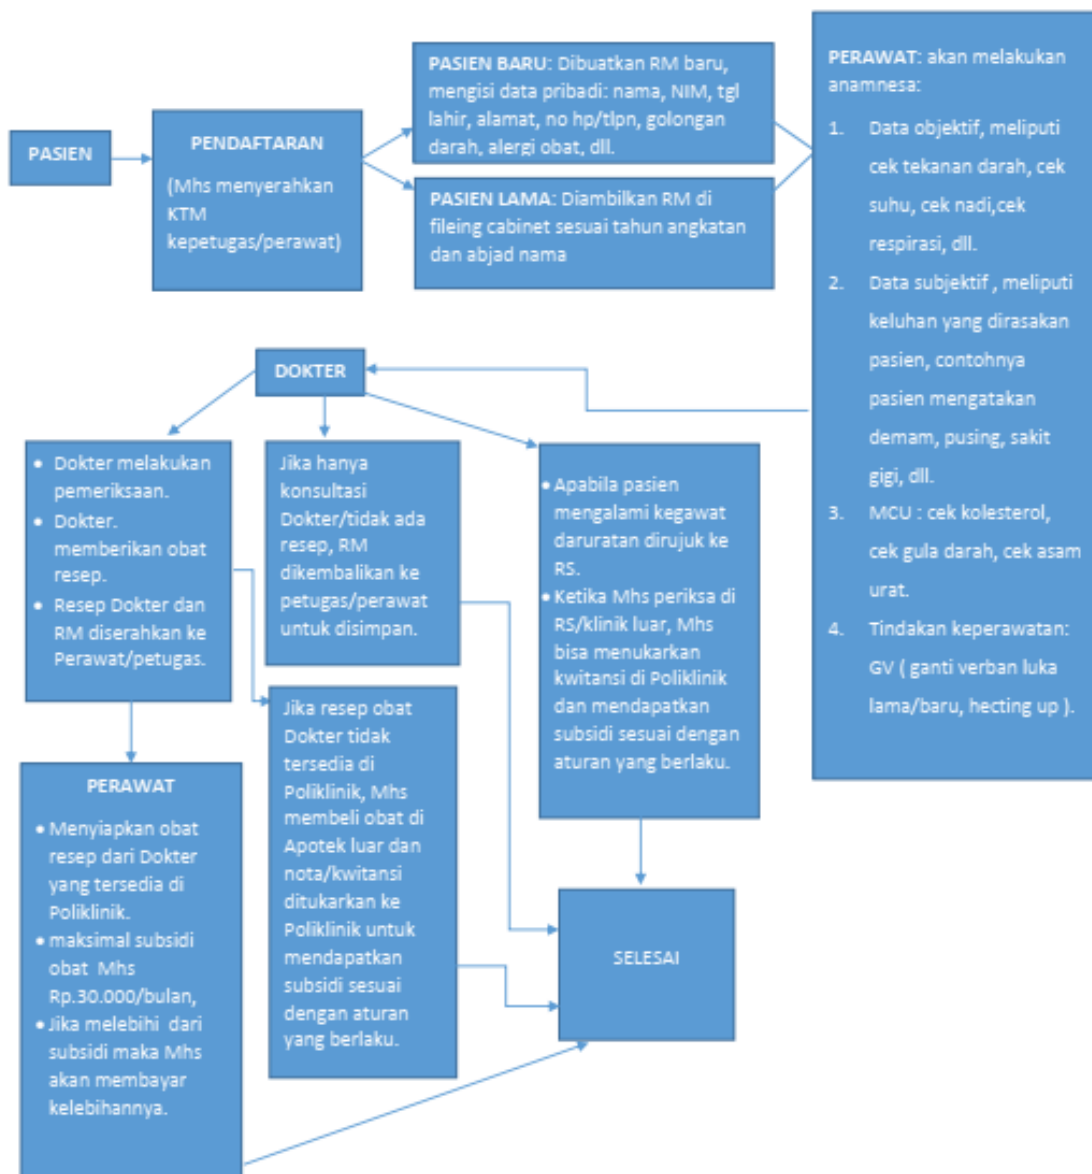 PASIEN
PENDAFTARAN
(Mhs menyerahkan
KTM
kepetugas/perawat)
PASIEN BARU: Dibuatkan RM baru,
mengisi data pribadi: nama, NIM, tgl
lahir, alamat, no hp/tlpn, golongan
darah, alergi obat, dll.
PASIEN LAMA: Diambilkan RM di
fileing cabinet sesuai tahun angkatan
dan abjad nama
PERAWAT: akan melakukan
anamnesa:
1. Data objektif, meliputi
cek tekanan darah, cek
suhu, cek nadi,cek
respirasi, dll.
2. Data subjektif , meliputi
keluhan yang dirasakan
pasien, contohnya
pasien mengatakan
demam, pusing, sakit
gigi, dll.
3. MCU : cek kolesterol,
cek gula darah, cek asam
urat.
4. Tindakan keperawatan:
GV ( ganti verban luka
lama/baru, hecting up ).
DOKTER
• Dokter melakukan
pemeriksaan.
• Dokter.
memberikan obat
resep.
• Resep Dokter dan
RM diserahkan ke
Perawat/petugas.
Jika hanya
konsultasi
Dokter/tidak ada
resep, RM
dikembalikan ke
petugas/perawat
untuk disimpan.
• Apabila pasien
mengalami kegawat
daruratan dirujuk ke
RS.
• Ketika Mhs periksa di
RS/klinik luar, Mhs
bisa menukarkan
kwitansi di Poliklinik
dan mendapatkan
subsidi sesuai dengan
aturan yang berlaku.
PERAWAT
• Menyiapkan obat
resep dari Dokter
yang tersedia di
Poliklinik.
• maksimal subsidi
obat Mhs
Rp.30.000/bulan,
• Jika melebihi dari
subsidi maka Mhs
akan membayar
kelebihannya.
Jika resep obat
Dokter tidak
tersedia di
Poliklinik, Mhs
membeli obat di
Apotek luar dan
nota/kwitansi
ditukarkan ke
Poliklinik untuk
mendapatkan
subsidi sesuai
dengan aturan
yang berlaku.
SELESAI